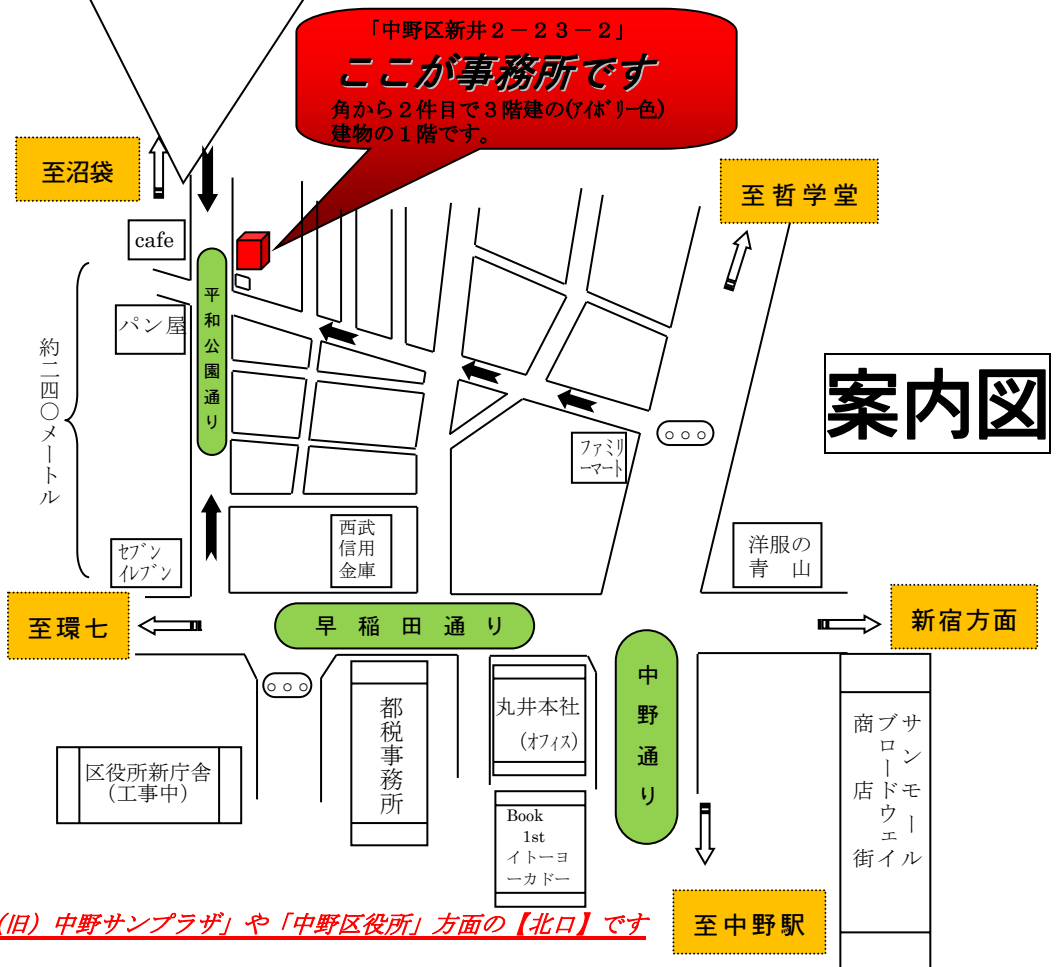 「中野区新井２－２３－２」
ここが事務所です
角から２件目で３階建の(ｱｲﾎﾞﾘｰ色)
建物の１階です。
至沼袋
至哲学堂
cafe
パン屋
平和公園通り
約二四〇メートル
案内図
ファミリ
ーマート
西武
信用
金庫
ｾﾌﾞﾝ
ｲﾚﾌﾞﾝ
洋服の
青　山
至環七
早稲田通り
新宿方面
中野通り
都税事務所
丸井本社
(ｵﾌｨｽ)
区役所新庁舎
(工事中)
Book
1st
イトーヨ
ーカドー
サンモール
ブロードウェイ
商店街
至中野駅
(旧）中野サンプラザ」や「中野区役所」方面の【北口】です